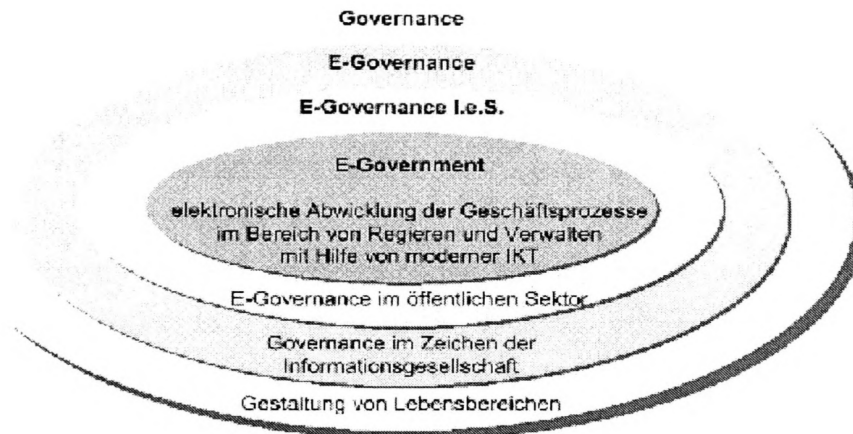 Governance
E-Governance
E-Governance I.e.S.
E-Government
elektronische Abwicklung der Geschäftsprozesse
im Bereich von Regieren und Verwalten
mit Hilfe von moderner IKT
E-Governance im öffentlichen Sektor
Governance im Zeichen der
Informationsgesellschaft
Gestaltung von Lebensbereichen